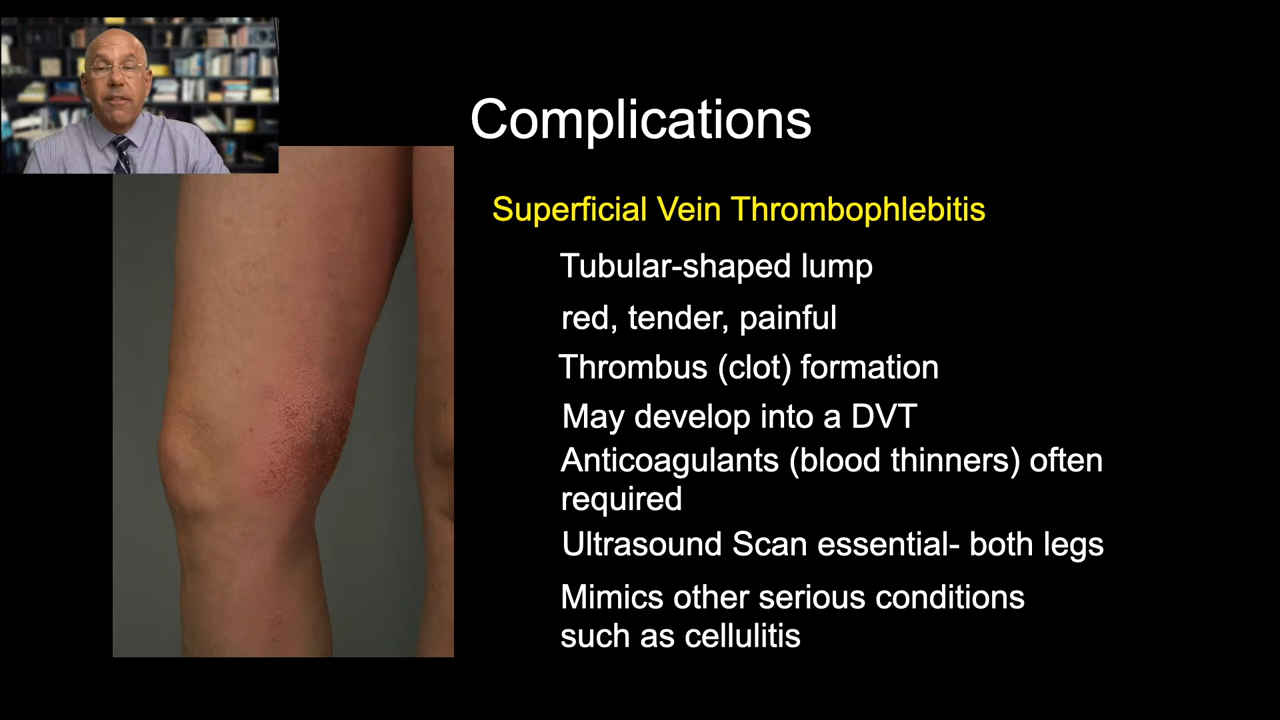 Complications
Superficial Vein Thrombophlebitis
Tubular-shaped lump
red, tender, painful
Thrombus (clot) formation
May develop into a DVT
Anticoagulants (blood thinners) often
required
Ultrasound Scan essential- both legs
Mimics other serious conditions
such as cellulitis